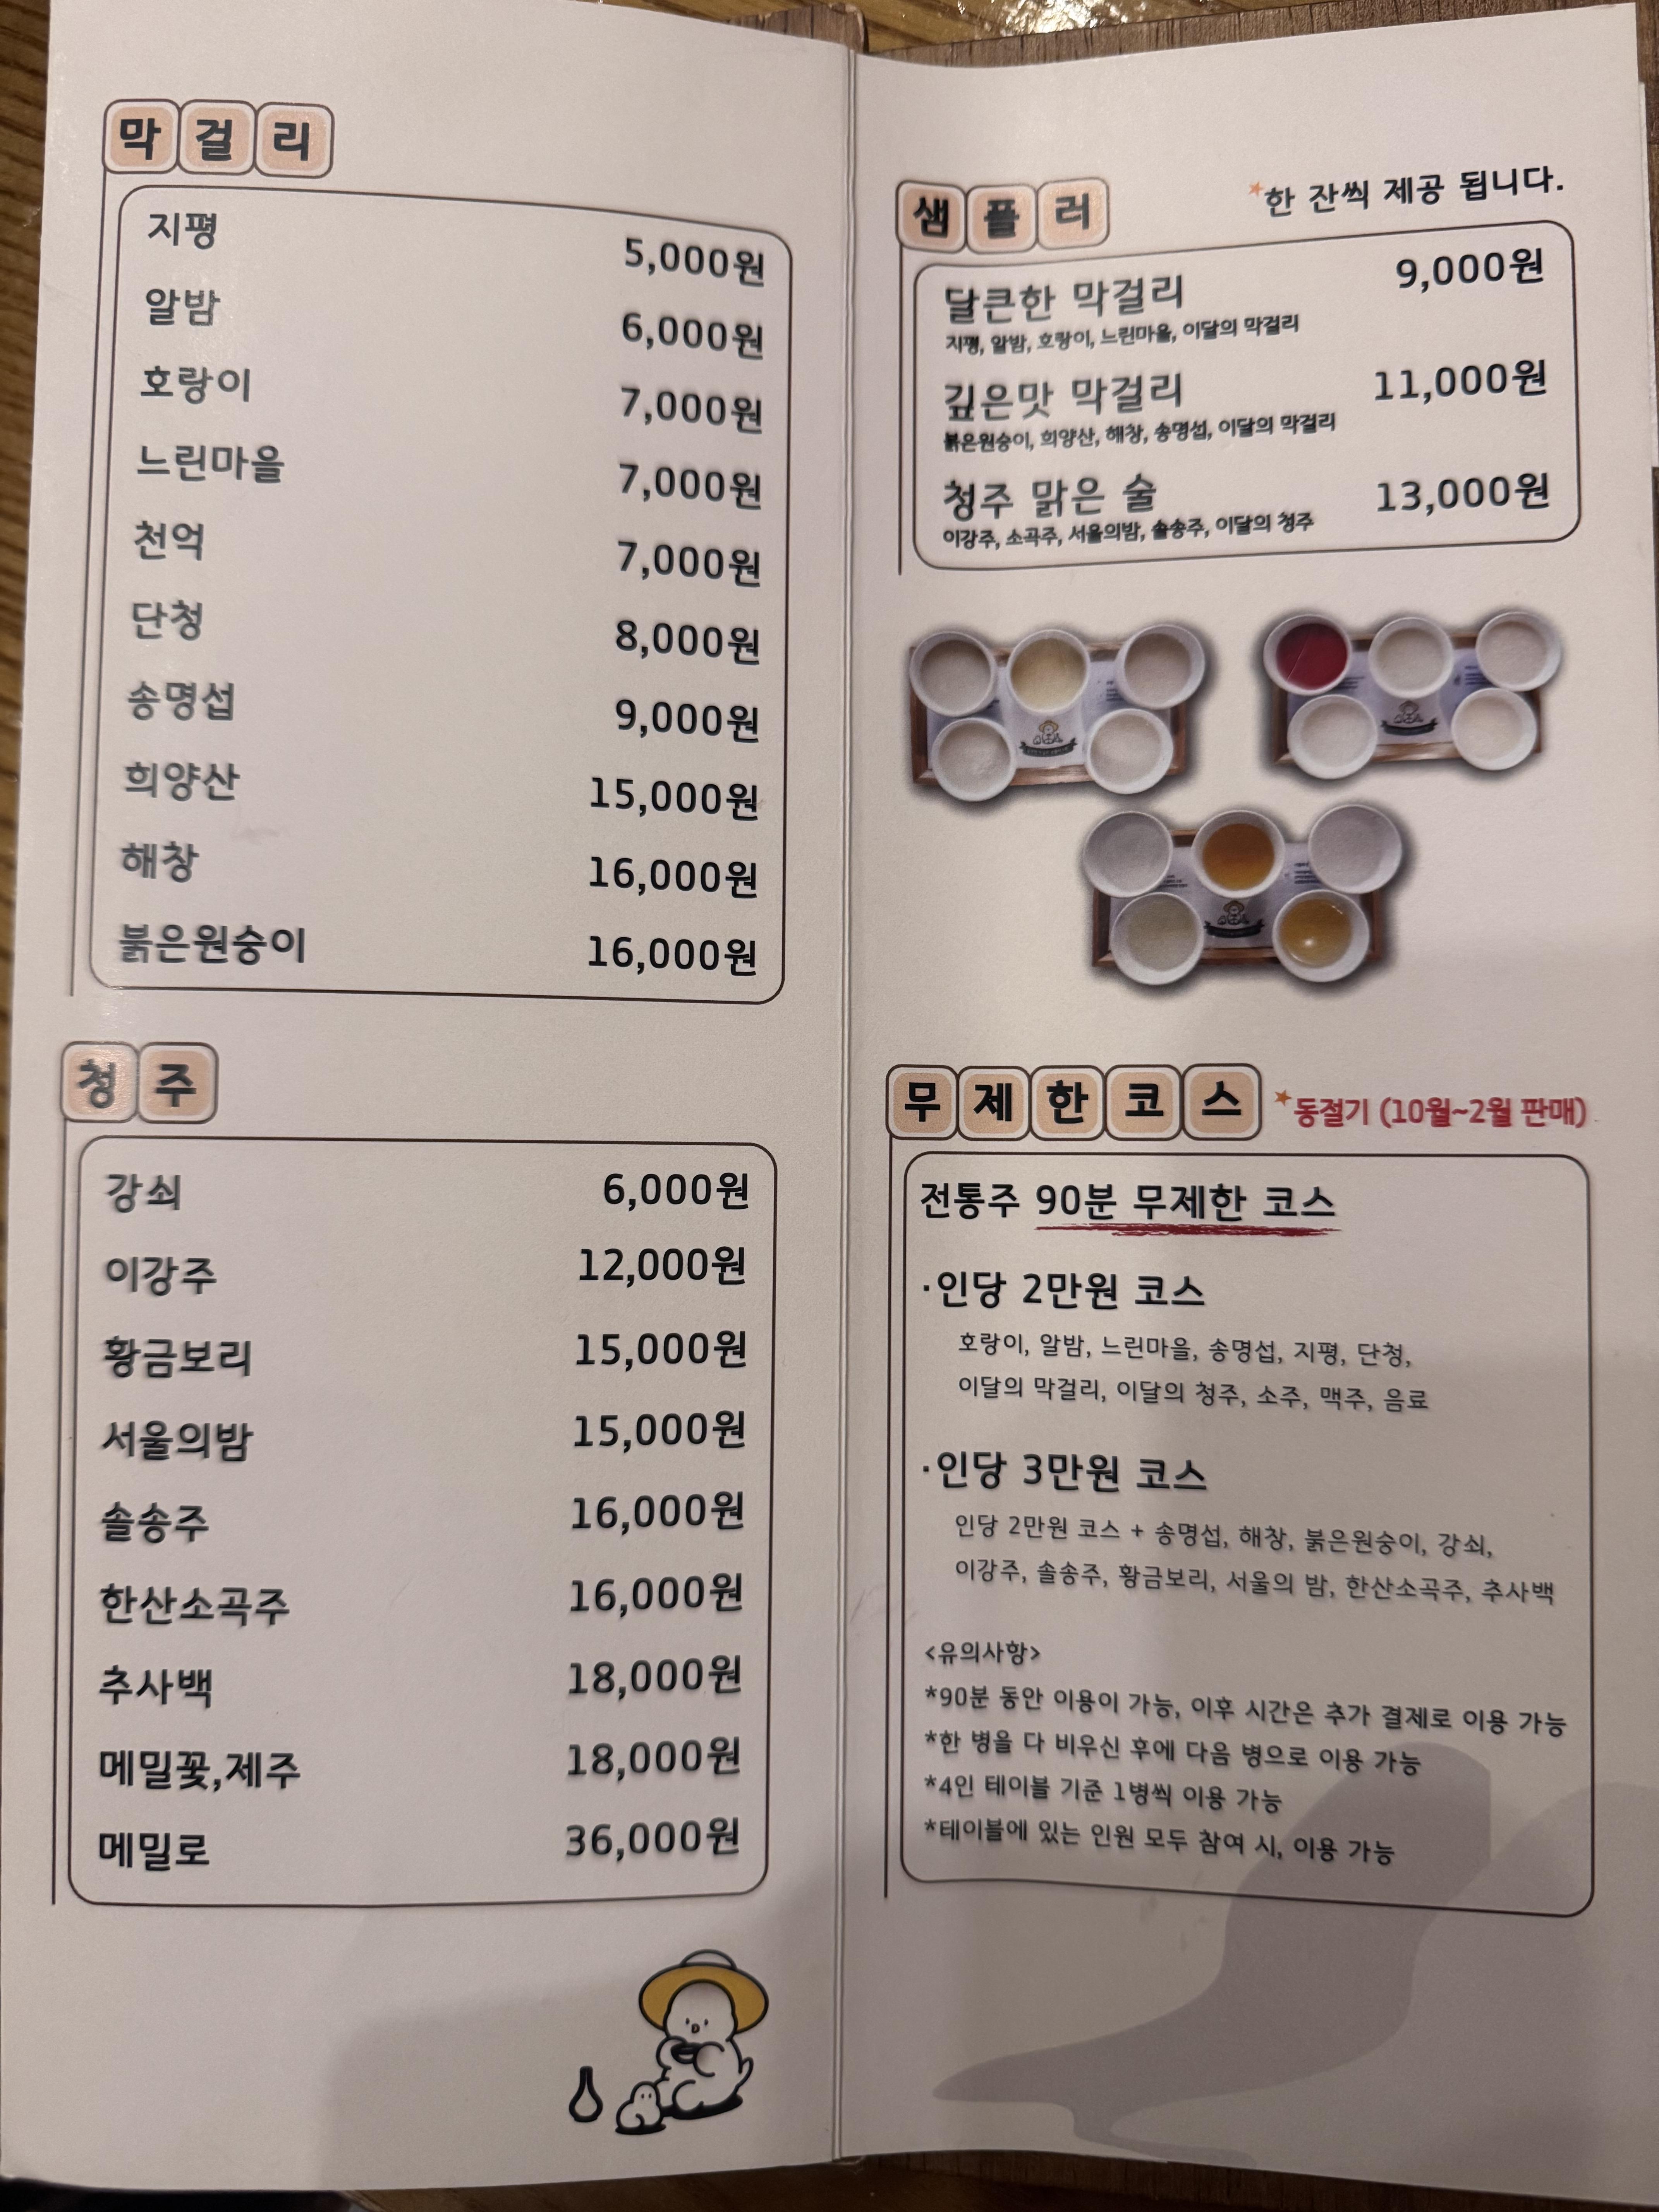 막걸리
지평 5,000원
알밤 6,000원
호랑이 7,000원
느린마을 7,000원
천억 7,000원
단청 8,000원
송명섭 9,000원
희양산 15,000원
해창 16,000원
붉은원숭이 16,000원
청주
강쇠 6,000원
이강주 12,000원
황금보리 15,000원
서울의밤 15,000원
솔송주 16,000원
한산소곡주 16,000원
추사백 18,000원
메밀꽃,제주 18,000원
메밀로 36,000원
샘플러 *한 잔씩 제공 됩니다.
달큰한 막걸리 9,000원
지평, 알밤, 호랑이, 느린마을, 이달의 막걸리
깊은맛 막걸리 11,000원
붉은원숭이, 희양산, 해창, 송명섭, 이달의 막걸리
청주 맑은 술 13,000원
이강주, 소곡주, 서울의밤, 솔송주, 이달의 청주
무제한코스 *동절기 (10월~2월 판매)
전통주 90분 무제한 코스
·인당 2만원 코스
호랑이, 알밤, 느린마을, 송명섭, 지평, 단청,
이달의 막걸리, 이달의 청주, 소주, 맥주, 음료
·인당 3만원 코스
인당 2만원 코스 + 송명섭, 해창, 붉은원숭이, 강쇠,
이강주, 솔송주, 황금보리, 서울의 밤, 한산소곡주, 추사백
<유의사항>
*90분 동안 이용이 가능, 이후 시간은 추가 결제로 이용 가능
*한 병을 다 비우신 후에 다음 병으로 이용 가능
*4인 테이블 기준 1병씩 이용 가능
*테이블에 있는 인원 모두 참여 시, 이용 가능